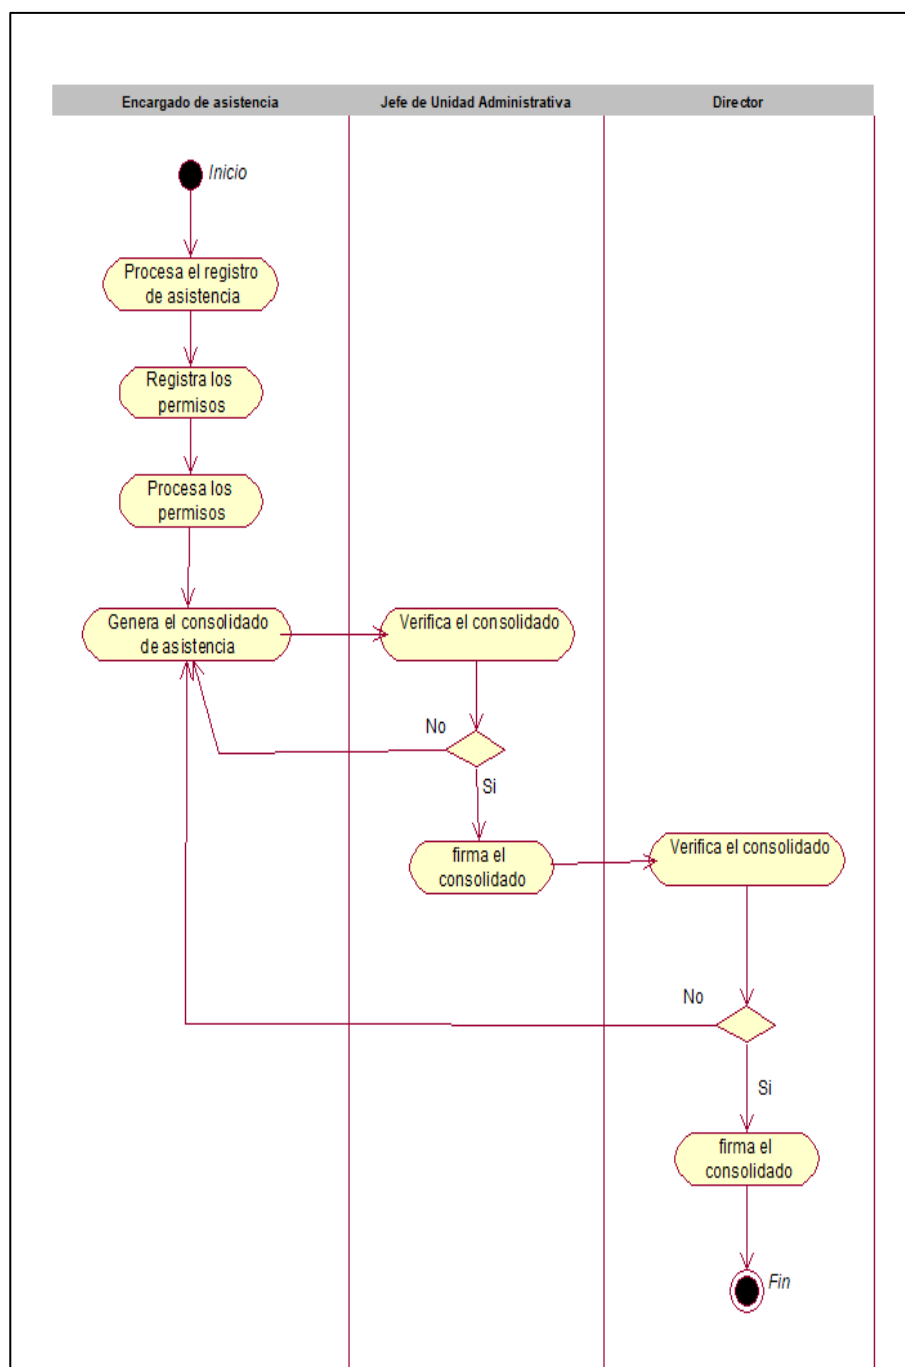 Encargado de asistencia
Jefe de Unidad Administrativa
Director
Inicio
Procesa el registro
de asistencia
Registra los
permisos
Procesa los
permisos
Genera el consolidado
de asistencia
Verifica el consolidado
No
Si
firma el
consolidado
Verifica el consolidado
No
Si
firma el
consolidado
Fin